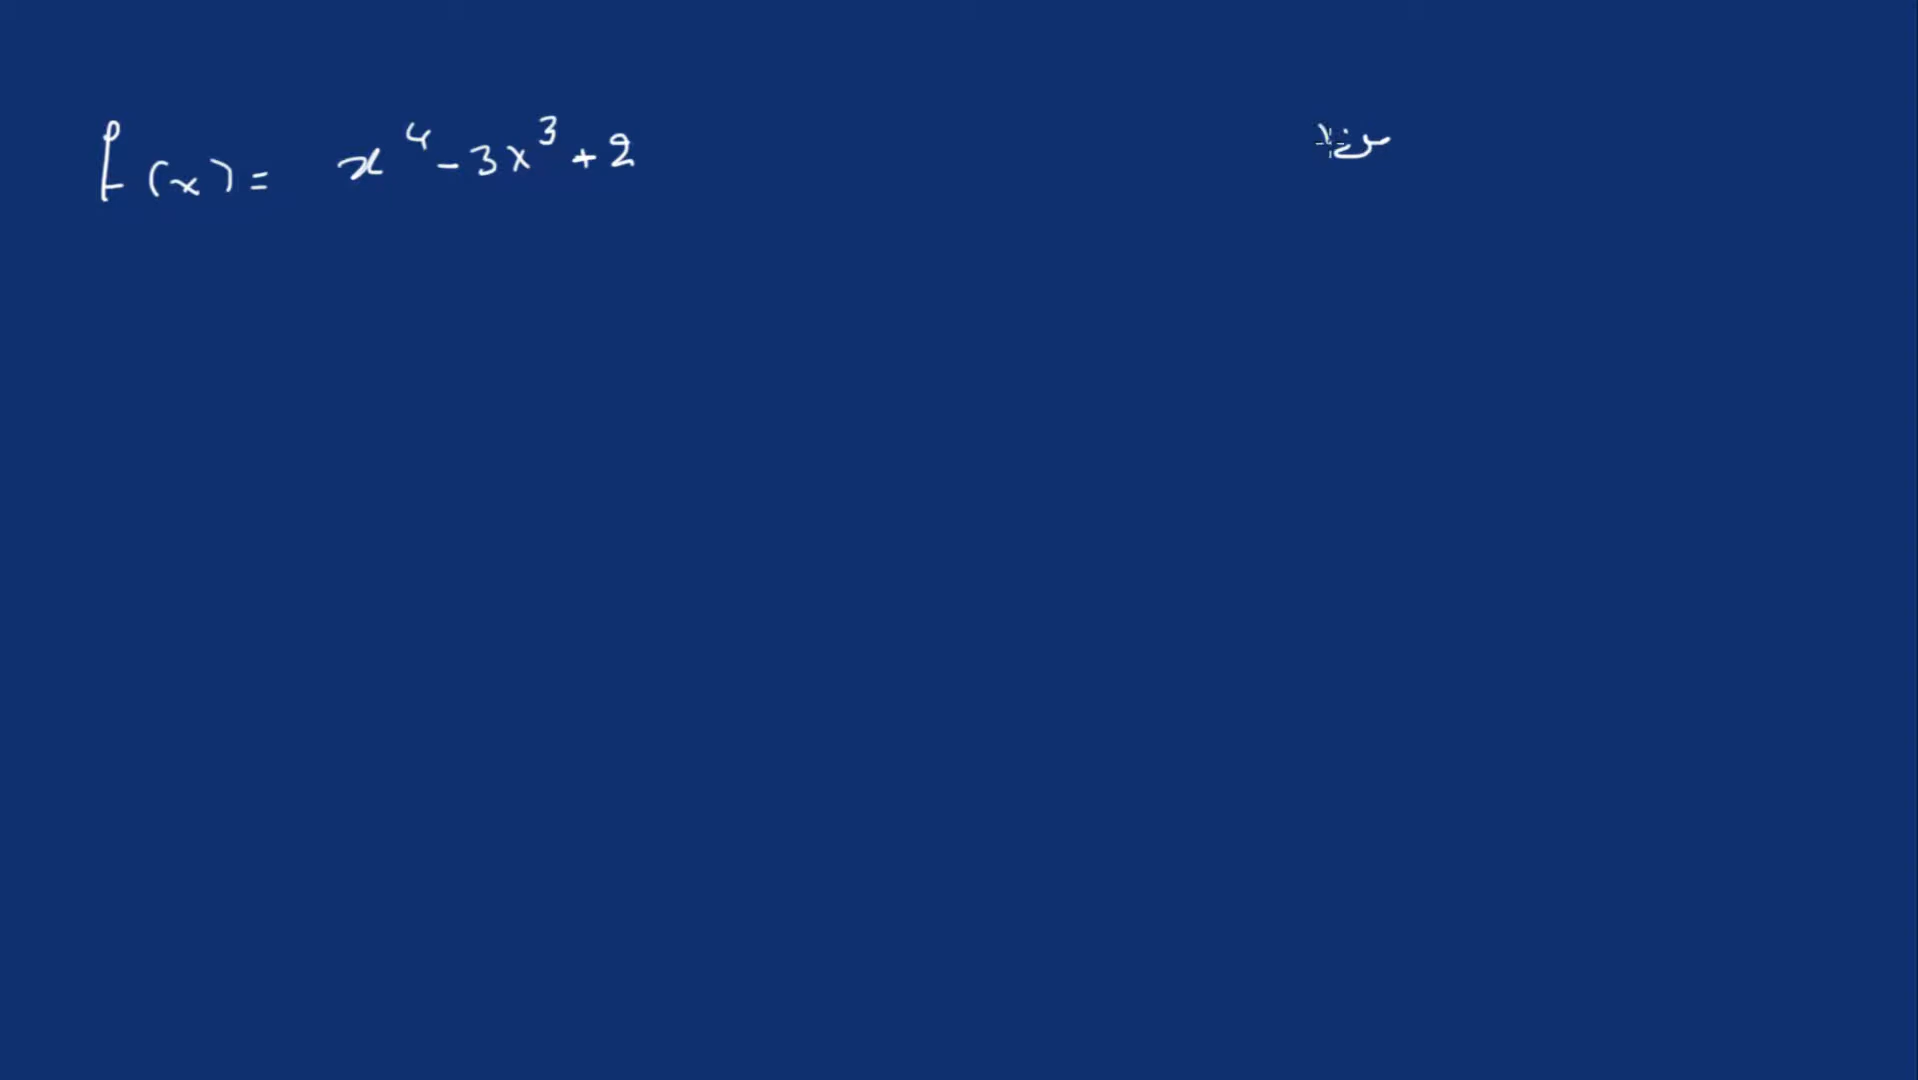 f(x) = x⁴ - 3x³ + 2